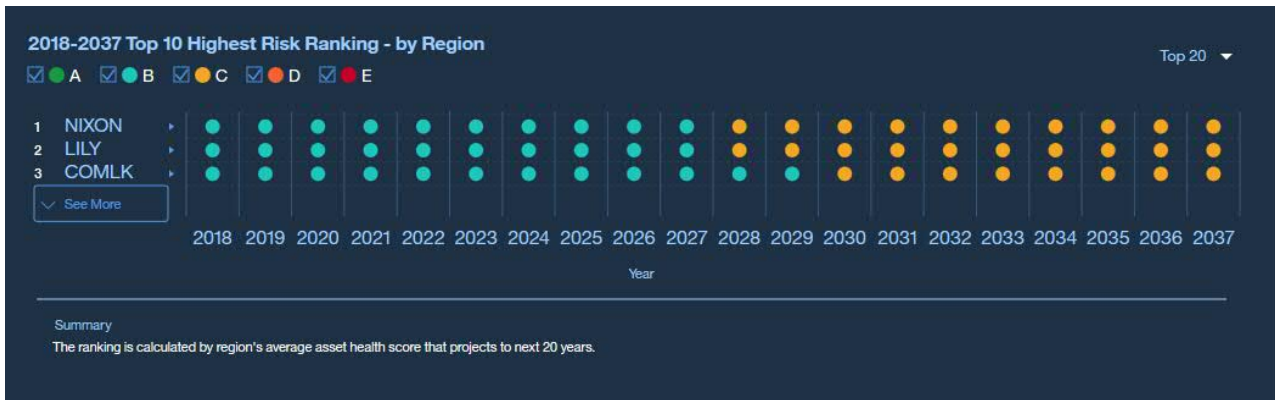 2018-2037 Top 10 Highest Risk Ranking - by Region
Top 20
A B C D E
1 NIXON
2 LILY
3 COMLK
See More
2018 2019 2020 2021 2022 2023 2024 2025 2026 2027 2028 2029 2030 2031 2032 2033 2034 2035 2036 2037
Year
Summary
The ranking is calculated by region's average asset health score that projects to next 20 years.